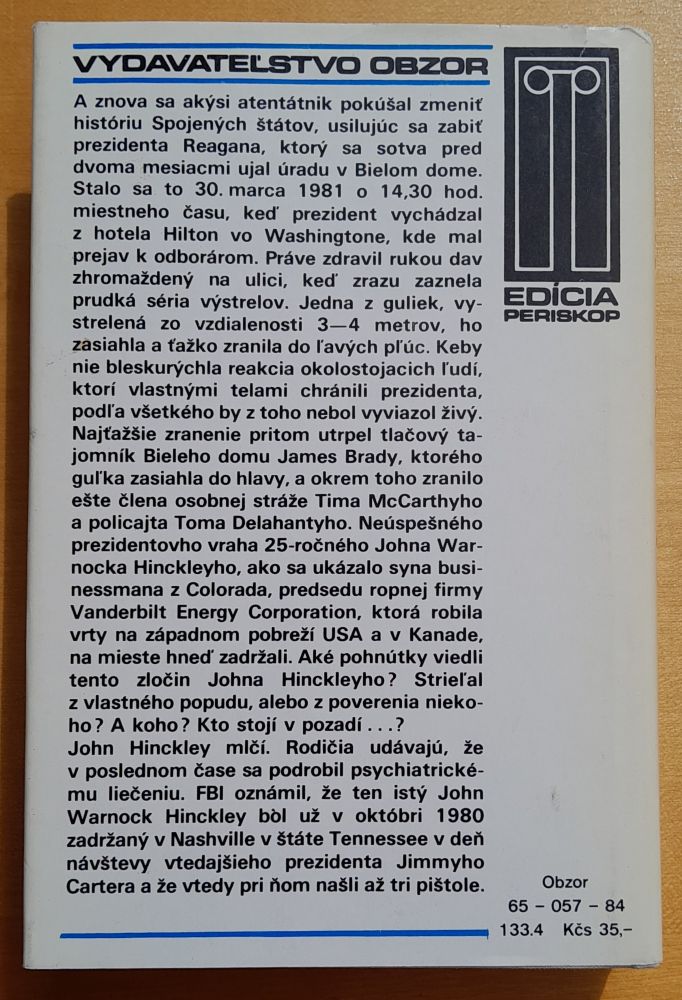 VYDAVATEĽSTVO OBZOR
A znova sa akýsi atentátnik pokúšal zmeniť
históriu Spojených štátov, usilujúc sa zabiť
prezidenta Reagana, ktorý sa sotva pred
dvoma mesiacmi ujal úradu v Bielom dome.
Stalo sa to 30. marca 1981 o 14,30 hod.
miestneho času, keď prezident vychádzal
z hotela Hilton vo Washingtone, kde mal
prejav k odborárom. Práve zdravil rukou dav
zhromaždený na ulici, keď zrazu zaznela
prudká séria výstrelov. Jedna z guliek, vy-
strelená zo vzdialenosti 3—4 metrov, ho
zasiahla a ťažko zranila do ľavých pľúc. Keby
nie bleskurýchla reakcia okolostojacich ľudí,
ktorí vlastnými telami chránili prezidenta,
podľa všetkého by z toho nebol vyviazol živý.
Najťažšie zranenie pritom utrpel tlačový ta-
jomník Bieleho domu James Brady, ktorého
guľka zasiahla do hlavy, a okrem toho zranilo
ešte člena osobnej stráže Tima McCarthyho
a policajta Toma Delahantyho. Neúspešného
prezidentovho vraha 25-ročného Johna War-
nocka Hinckleyho, ako sa ukázalo syna busi-
nessmana z Colorada, predsedu ropnej firmy
Vanderbilt Energy Corporation, ktorá robila
vrty na západnom pobreží USA a v Kanade,
na mieste hneď zadržali. Aké pohnútky viedli
tento zločin Johna Hinckleyho? Strieľal
z vlastného popudu, alebo z poverenia nieko-
ho? A koho? Kto stojí v pozadí...?
John Hinckley mlčí. Rodičia udávajú, že
v poslednom čase sa podrobil psychiatrické-
mu liečeniu. FBI oznámil, že ten istý John
Warnock Hinckley bol už v októbri 1980
zadržaný v Nashville v štáte Tennessee v deň
návštevy vtedajšieho prezidenta Jimmyho
Cartera a že vtedy pri ňom našli až tri pištole.
EDÍCIA
PERISKOP
Obzor
65 – 057 – 84
133.4 Kčs 35,–